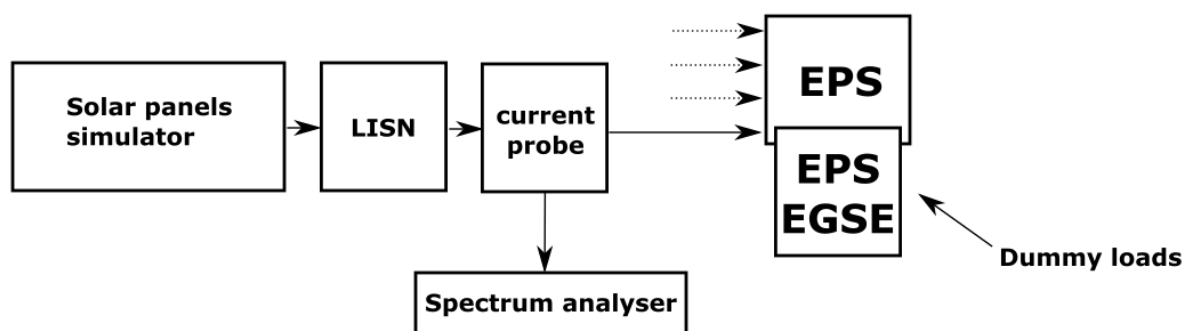 Solar panels
simulator
LISN
current
probe
EPS
EPS
EGSE
Dummy loads
Spectrum analyser